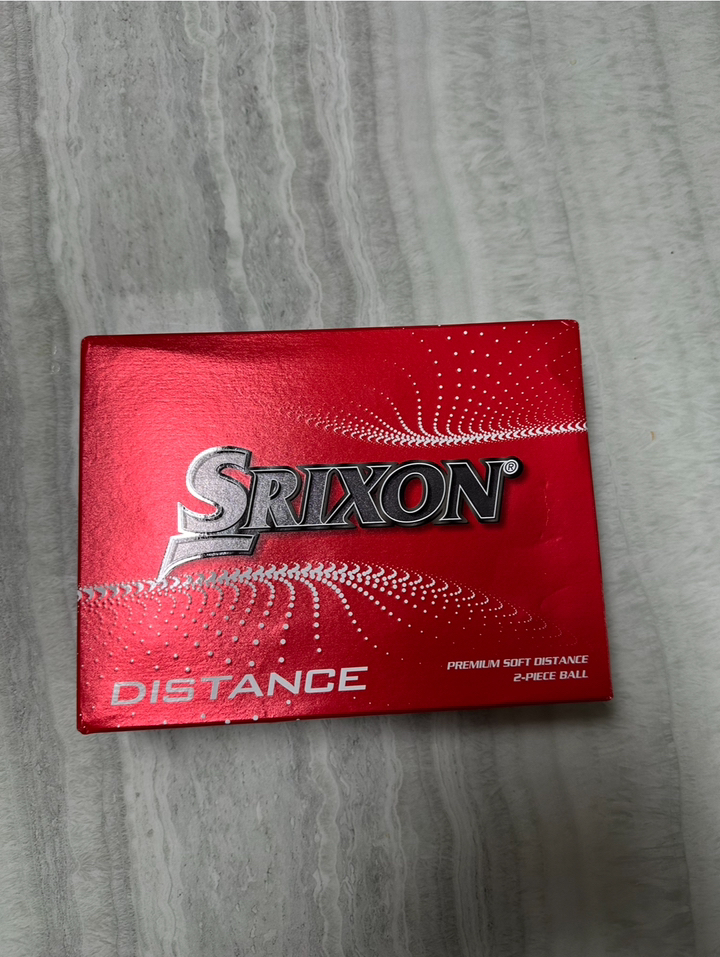 SRIXON®
DISTANCE
PREMIUM SOFT DISTANCE
2-PIECE BALL